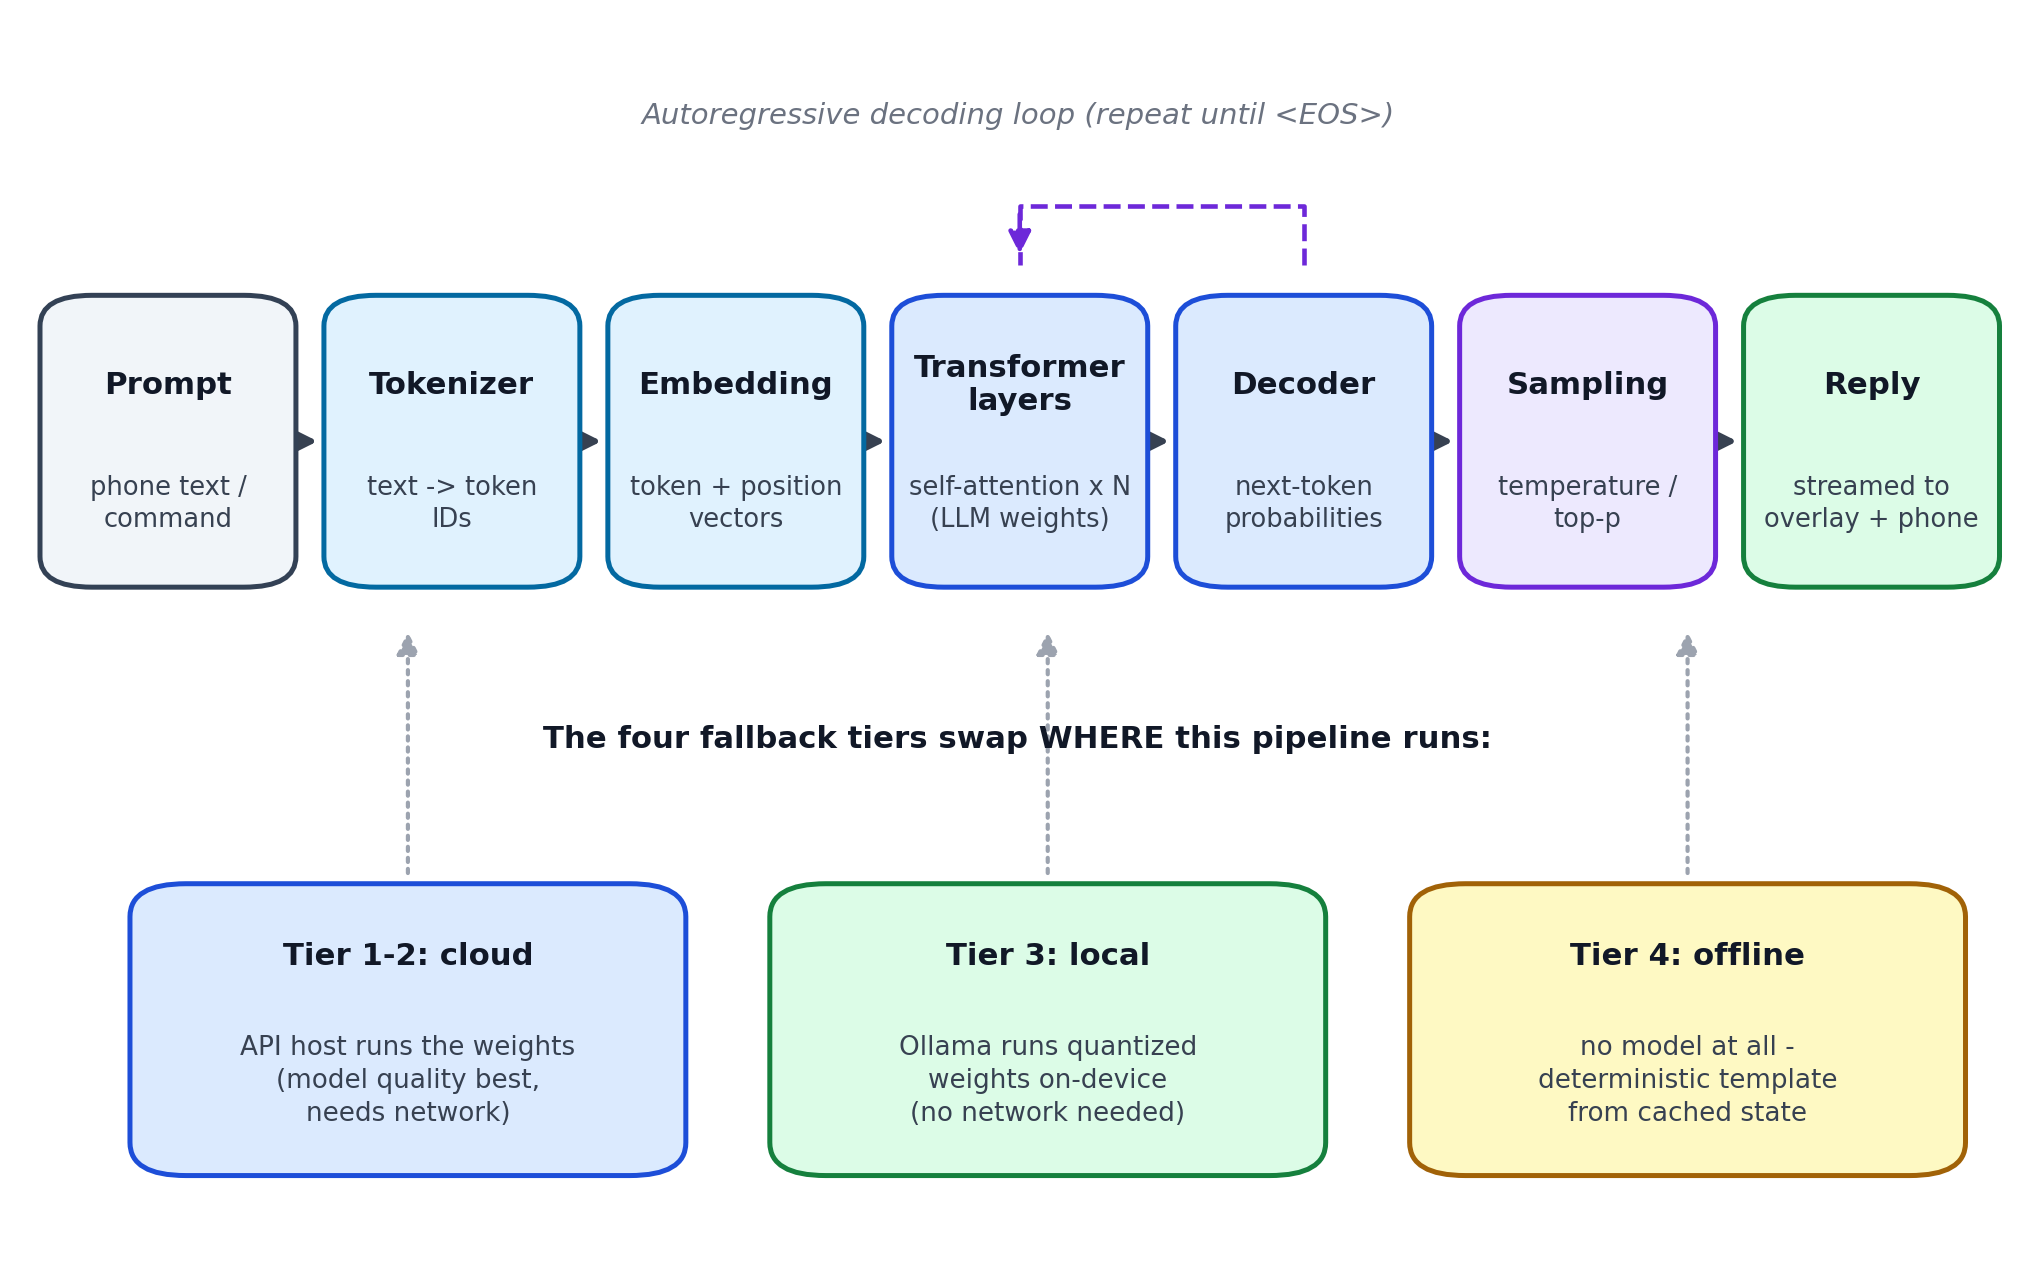 Autoregressive decoding loop (repeat until <EOS>)
Prompt
phone text /
command
Tokenizer
text -> token
IDs
Embedding
token + position
vectors
Transformer
layers
self-attention x N
(LLM weights)
Decoder
next-token
probabilities
Sampling
temperature /
top-p
Reply
streamed to
overlay + phone
The four fallback tiers swap WHERE this pipeline runs:
Tier 1-2: cloud
API host runs the weights
(model quality best,
needs network)
Tier 3: local
Ollama runs quantized
weights on-device
(no network needed)
Tier 4: offline
no model at all -
deterministic template
from cached state